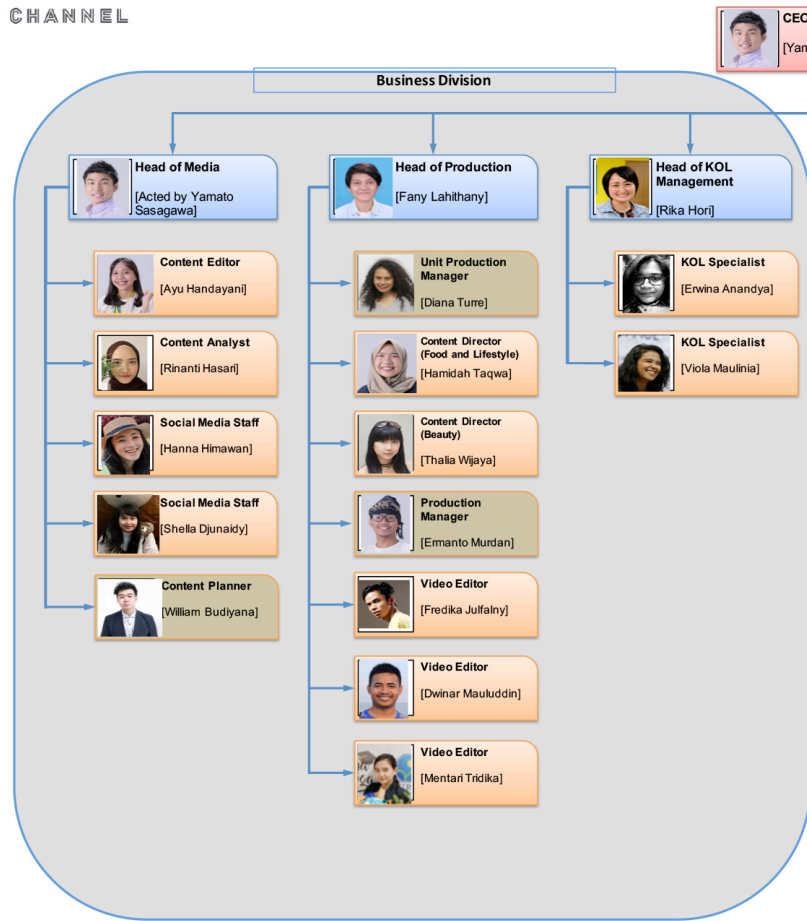 CHANNEL
CEO
[Yam
Business Division
Head of Media
[Acted by Yamato
Sasagawa]
Content Editor
[Ayu Handayani]
Content Analyst
[Rinanti Hasari]
Social Media Staff
[Hanna Himawan]
Social Media Staff
[Shella Djunaidy]
Content Planner
[William Budiyana]
Head of Production
[Fany Lahithany]
Unit Production
Manager
[Diana Turre]
Content Director
(Food and Lifestyle)
[Hamidah Taqwa]
Content Director
(Beauty)
[Thalia Wijaya]
Production
Manager
[Ermanto Murdan]
Video Editor
[Fredika Julfalny]
Video Editor
[Dwinar Mauluddin]
Video Editor
[Mentari Tridika]
Head of KOL
Management
[Rika Hori]
KOL Specialist
[Erwina Anandya]
KOL Specialist
[Viola Maulinia]